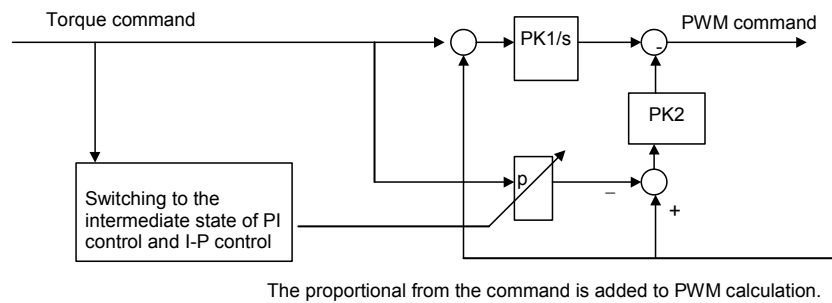 Torque command
PWM command
PK1/s
-
PK2
p
–
+
Switching to the
intermediate state of PI
control and I-P control
The proportional from the command is added to PWM calculation.